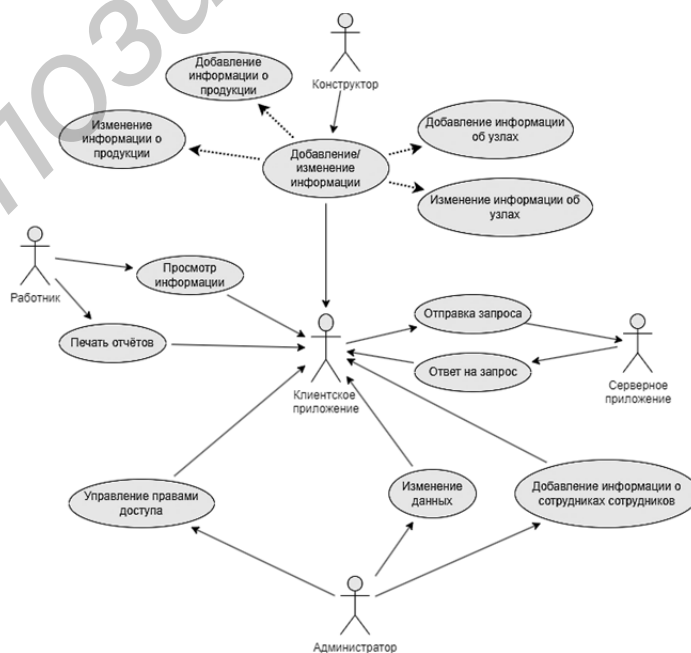 Конструктор
Добавление
информации о
продукции
Изменение
информации о
продукции
Добавление/
изменение
информации
Добавление информации
об узлах
Изменение информации об
узлах
Работник
Просмотр
информации
Печать отчётов
Клиентское
приложение
Отправка запроса
Ответ на запрос
Серверное
приложение
Управление правами
доступа
Изменение
данных
Добавление информации о
сотрудниках сотрудников
Администратор